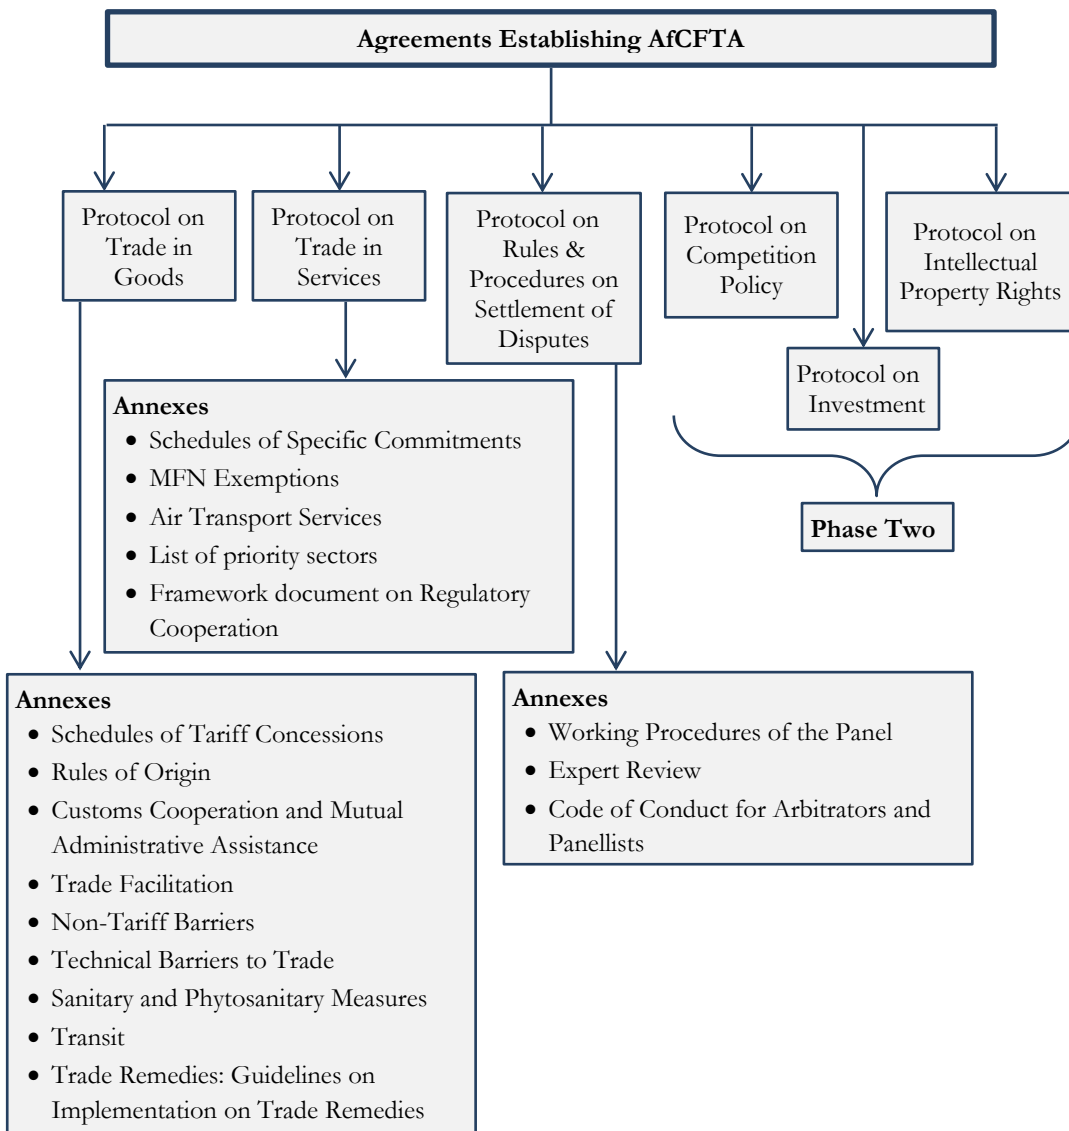 Agreements Establishing AfCFTA
Protocol on
Trade in
Goods
Protocol on
Trade in
Services
Protocol on
Rules &
Procedures on
Settlement of
Disputes
Protocol on
Competition
Policy
Protocol on
Intellectual
Property Rights
Protocol on
Investment
Phase Two
Annexes
• Schedules of Specific Commitments
• MFN Exemptions
• Air Transport Services
• List of priority sectors
• Framework document on Regulatory
Cooperation
Annexes
• Schedules of Tariff Concessions
• Rules of Origin
• Customs Cooperation and Mutual
Administrative Assistance
• Trade Facilitation
• Non-Tariff Barriers
• Technical Barriers to Trade
• Sanitary and Phytosanitary Measures
• Transit
• Trade Remedies: Guidelines on
Implementation on Trade Remedies
Annexes
• Working Procedures of the Panel
• Expert Review
• Code of Conduct for Arbitrators and
Panellists